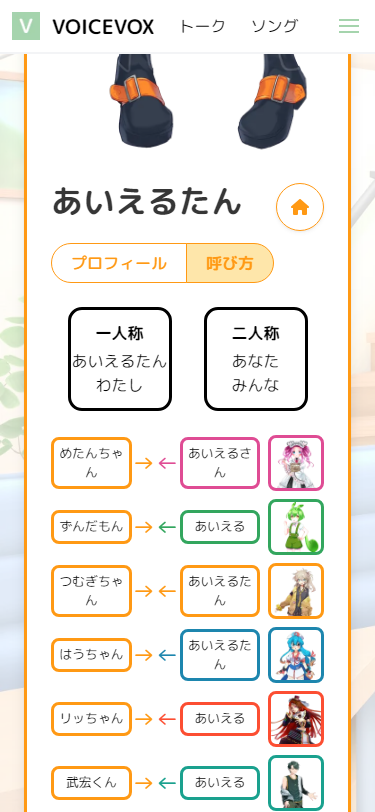 V VOICEVOX トーク ソング
あいえるたん
プロフィール 呼び方
一人称
あいえるたん
わたし
二人称
あなた
みんな
めたんちゃ
ん
あいえるさ
ん
ずんだもん
あいえる
つむぎちゃ
ん
あいえるた
ん
はうちゃん
あいえるた
ん
リッちゃん
あいえる
武宏くん
あいえる